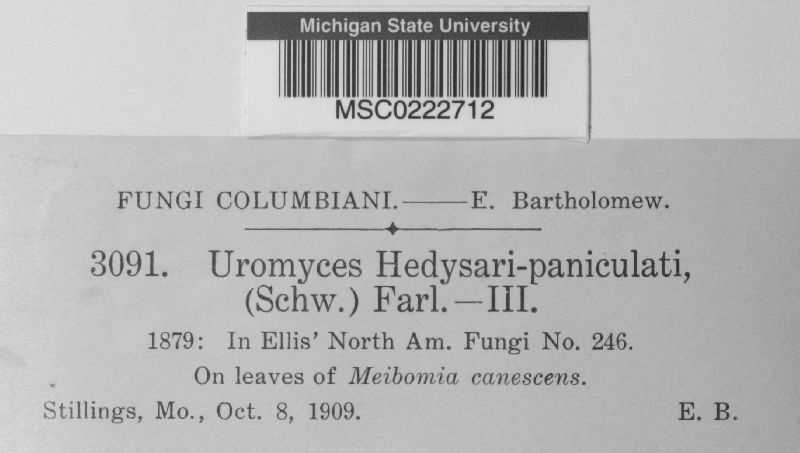 Michigan State University
MSC0222712
FUNGI COLUMBIANI.——E. Bartholomew.
3091. Uromyces Hedysari-paniculati,
(Schw.) Farl.—III.
1879: In Ellis' North Am. Fungi No. 246.
On leaves of Meibomia canescens.
Stillings, Mo., Oct. 8, 1909. E. B.